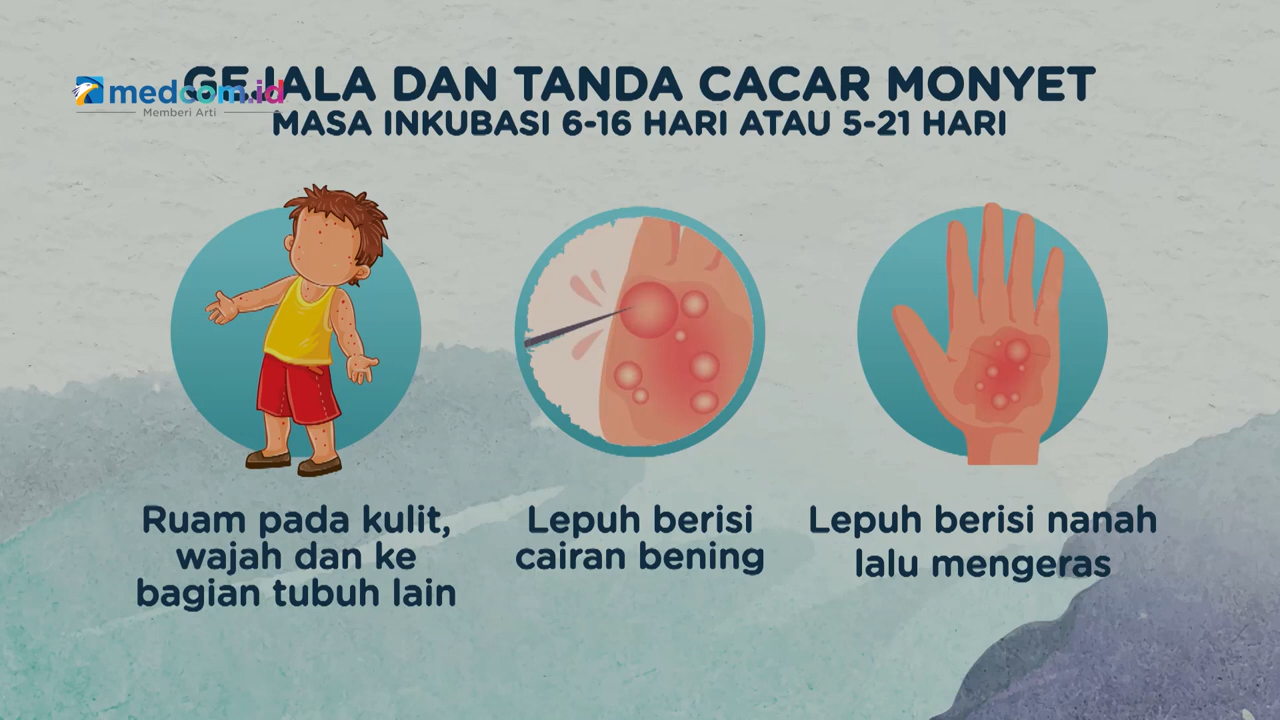 GEJALA DAN TANDA CACAR MONYET
medcom.id
Memberi Arti
MASA INKUBASI 6-16 HARI ATAU 5-21 HARI
Ruam pada kulit,
wajah dan ke
bagian tubuh lain
Lepuh berisi
cairan bening
Lepuh berisi nanah
lalu mengeras